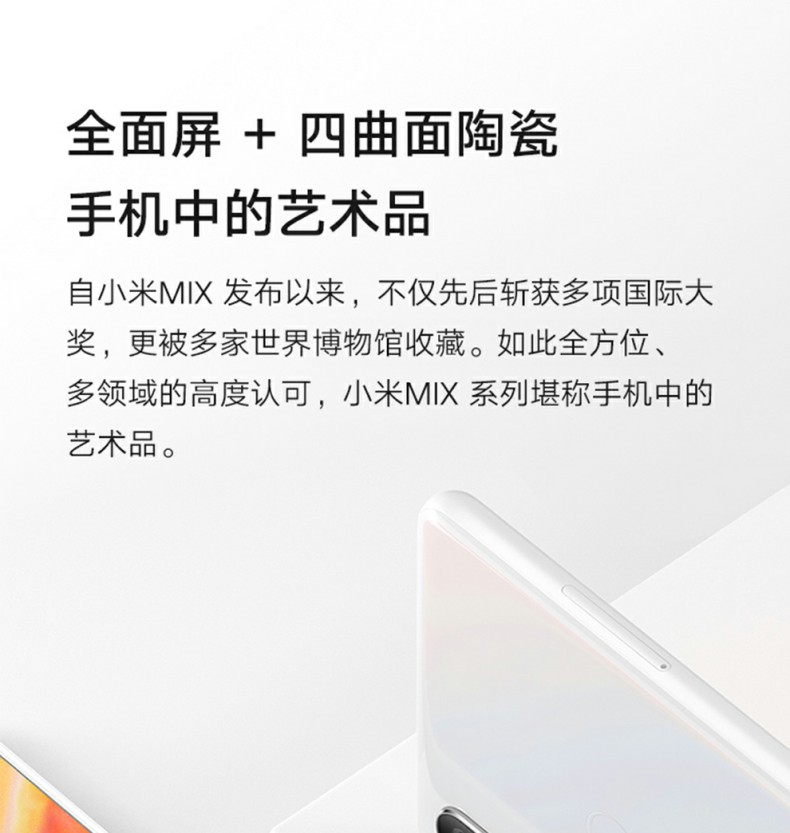 全面屏 + 四曲面陶瓷
手机中的艺术品
自小米MIX 发布以来，不仅先后斩获多项国际大
奖，更被多家世界博物馆收藏。如此全方位、
多领域的高度认可，小米MIX 系列堪称手机中的
艺术品。